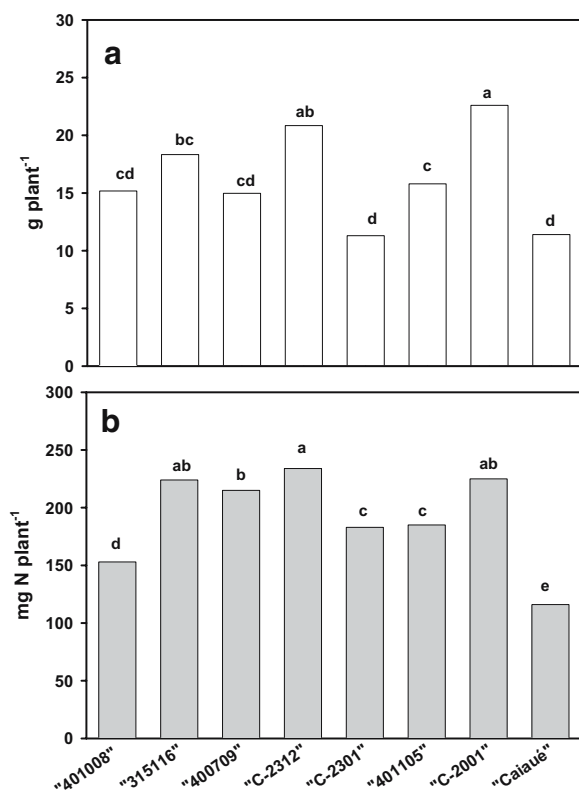 30
a
25
a
ab
20
bc
cd
cd
c
15
d
d
10
5
0
g plant-1
300
b
250
a
ab
ab
b
200
c
c
d
150
e
100
50
0
mg N plant-1
"401008"
"315116"
"400709"
"C-2312"
"C-2301"
"401105"
"C-2001"
"Caiaué"